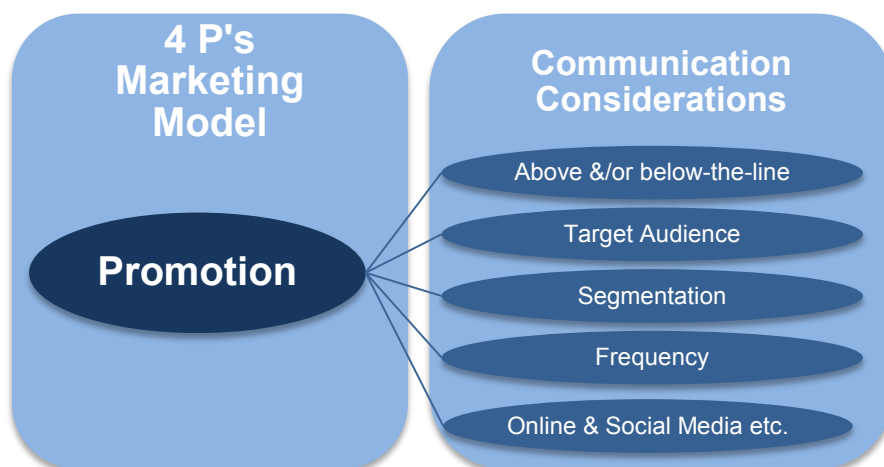 4 P's
Marketing
Model
Promotion
Communication
Considerations
Above &/or below-the-line
Target Audience
Segmentation
Frequency
Online & Social Media etc.